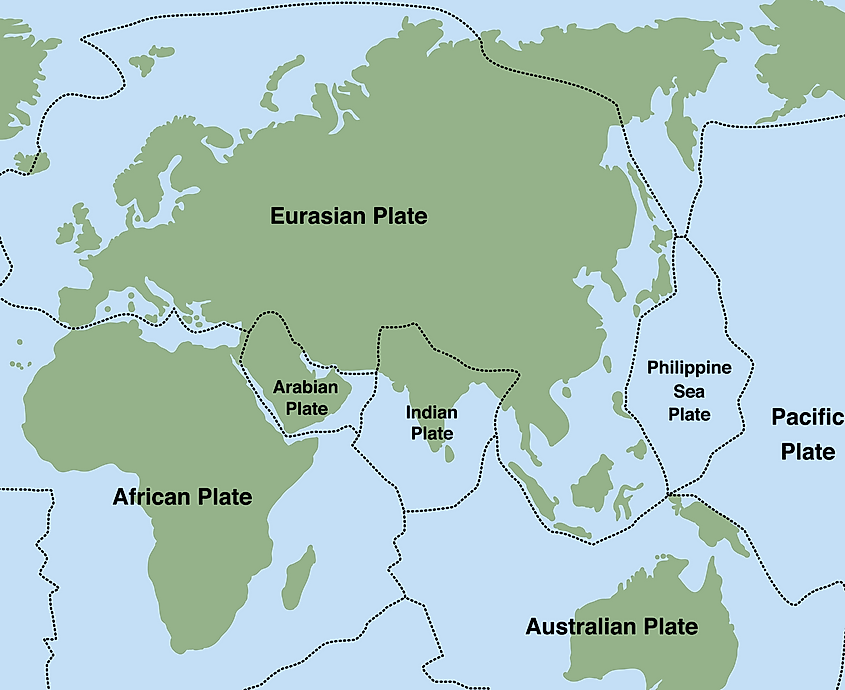 Eurasian Plate
Philippine
Sea
Plate
Arabian
Plate
Indian
Plate
Pacific
Plate
African Plate
Australian Plate